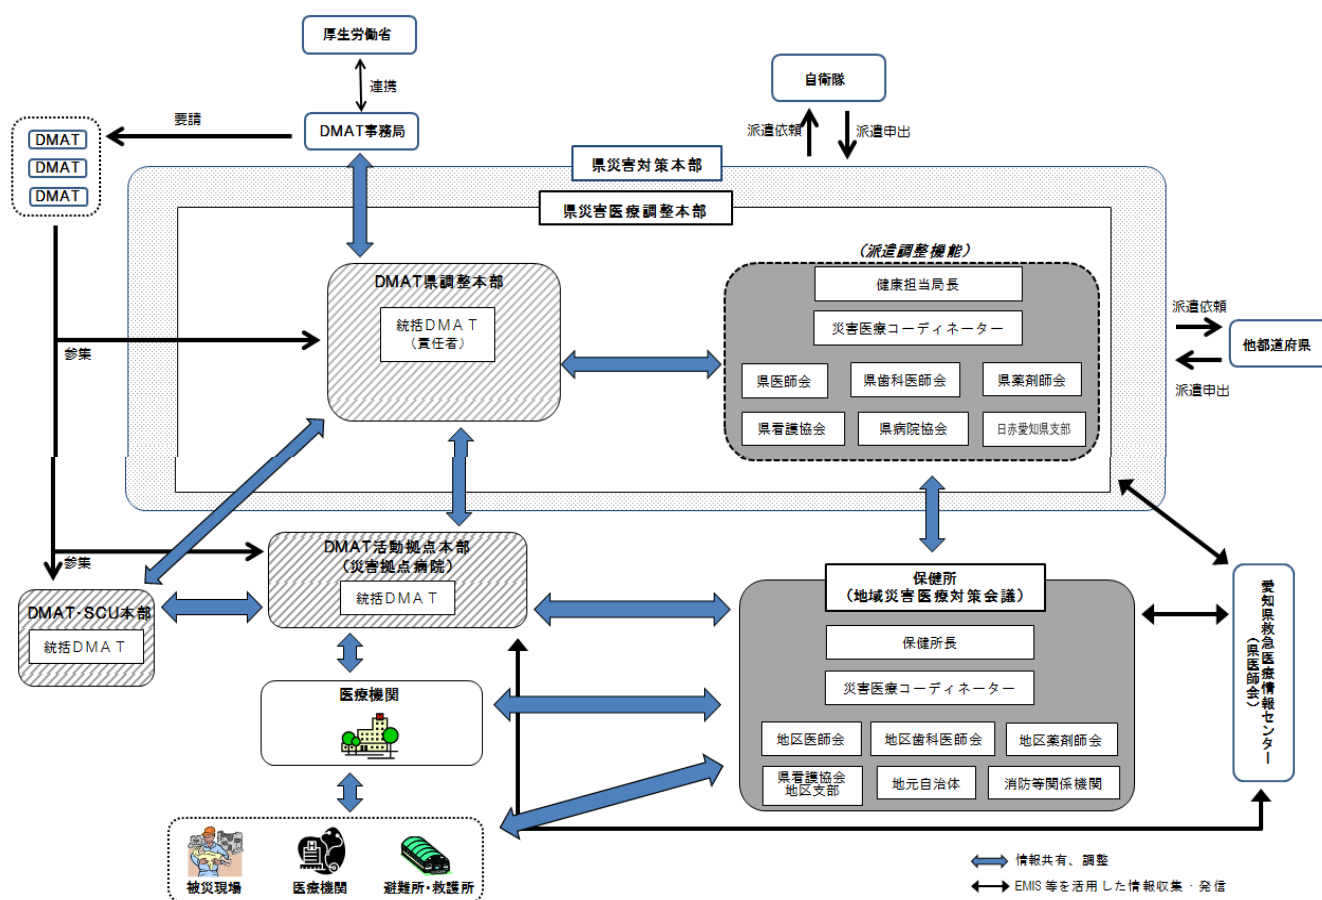 厚生労働省
連携
自衛隊
要請
DMAT事務局
派遣依頼
派遣申出
DMAT
DMAT
DMAT
県災害対策本部
県災害医療調整本部
(派遣調整機能)
DMAT県調整本部
統括DMAT
(責任者)
健康担当局長
災害医療コーディネーター
県医師会
県歯科医師会
県薬剤師会
県看護協会
県病院協会
日赤愛知県支部
派遣依頼
他都道府県
派遣申出
参集
参集
DMAT活動拠点本部
(災害拠点病院)
統括DMAT
DMAT・SCU本部
統括DMAT
保健所
(地域災害医療対策会議)
保健所長
災害医療コーディネーター
地区医師会
地区歯科医師会
地区薬剤師会
県看護協会
地区支部
地元自治体
消防等関係機関
愛知県救急医療情報センター
(県医師会)
医療機関
被災現場
医療機関
避難所・救護所
情報共有、調整
EMIS等を活用した情報収集・発信